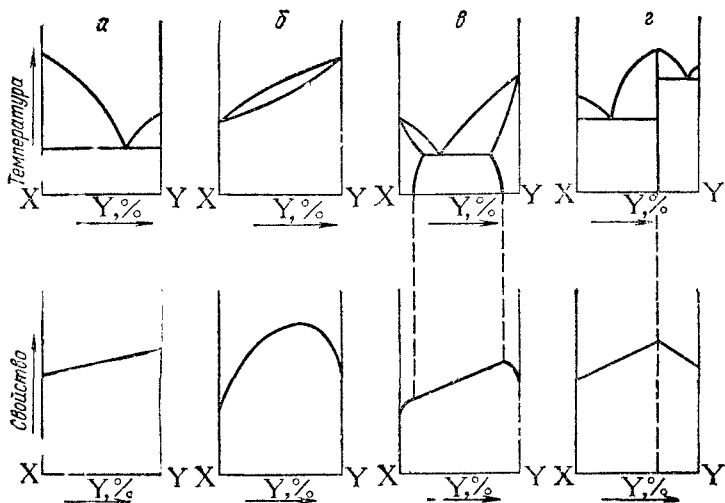 а б в г
Температура
X Y, % Y X Y, % Y X Y, % Y X Y, % Y
Свойство
X Y, % Y X Y, % Y X Y, % Y X Y, % Y